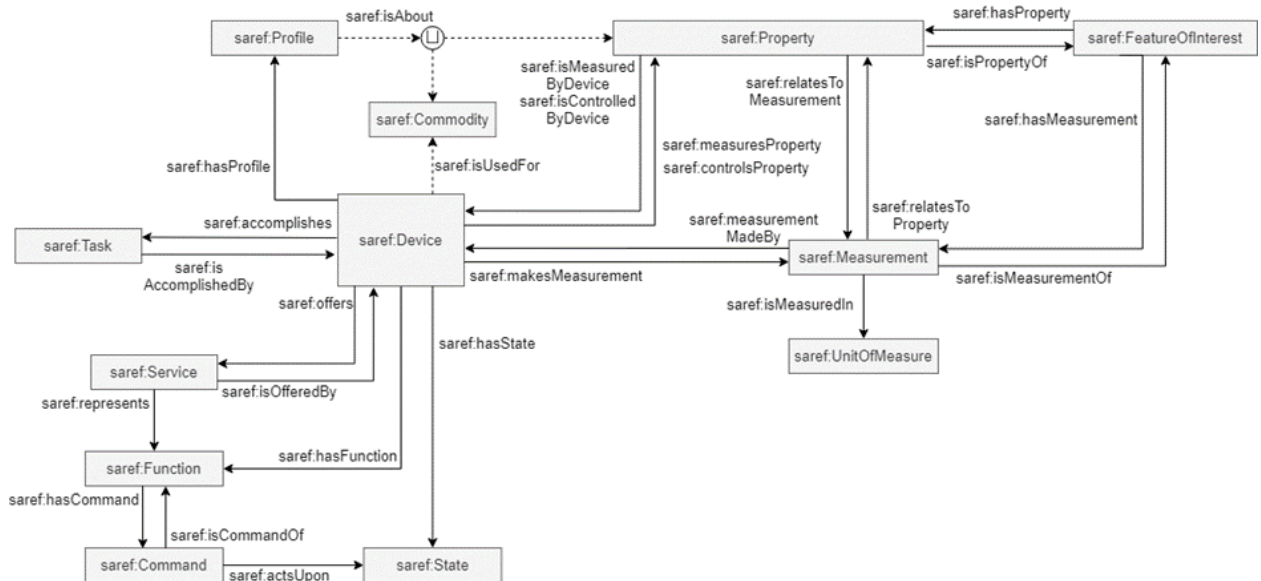 saref:isAbout
saref:hasProperty
saref:Profile
⊔
saref:Property
saref:FeatureOfInterest
saref:isPropertyOf
saref:isMeasured
ByDevice
saref:isControlled
ByDevice
saref:relatesTo
Measurement
saref:Commodity
saref:hasMeasurement
saref:measuresProperty
saref:controlsProperty
saref:hasProfile
saref:isUsedFor
saref:relatesTo
Property
saref:accomplishes
saref:measurement
MadeBy
saref:Task
saref:Device
saref:Measurement
saref:is
AccomplishedBy
saref:makesMeasurement
saref:isMeasurementOf
saref:offers
saref:isMeasuredIn
saref:hasState
saref:UnitOfMeasure
saref:Service
saref:isOfferedBy
saref:represents
saref:hasFunction
saref:Function
saref:hasCommand
saref:isCommandOf
saref:Command
saref:State
saref:actsUpon